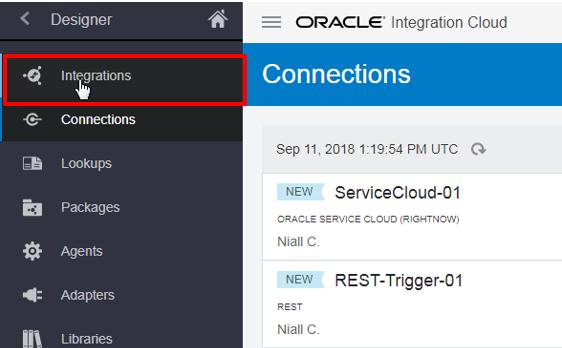 Designer
Integrations
Connections
Lookups
Packages
Agents
Adapters
Libraries
ORACLE® Integration Cloud
Connections
Sep 11, 2018 1:19:54 PM UTC
NEW ServiceCloud-01
ORACLE SERVICE CLOUD (RIGHTNOW)
Niall C.
NEW REST-Trigger-01
REST
Niall C.